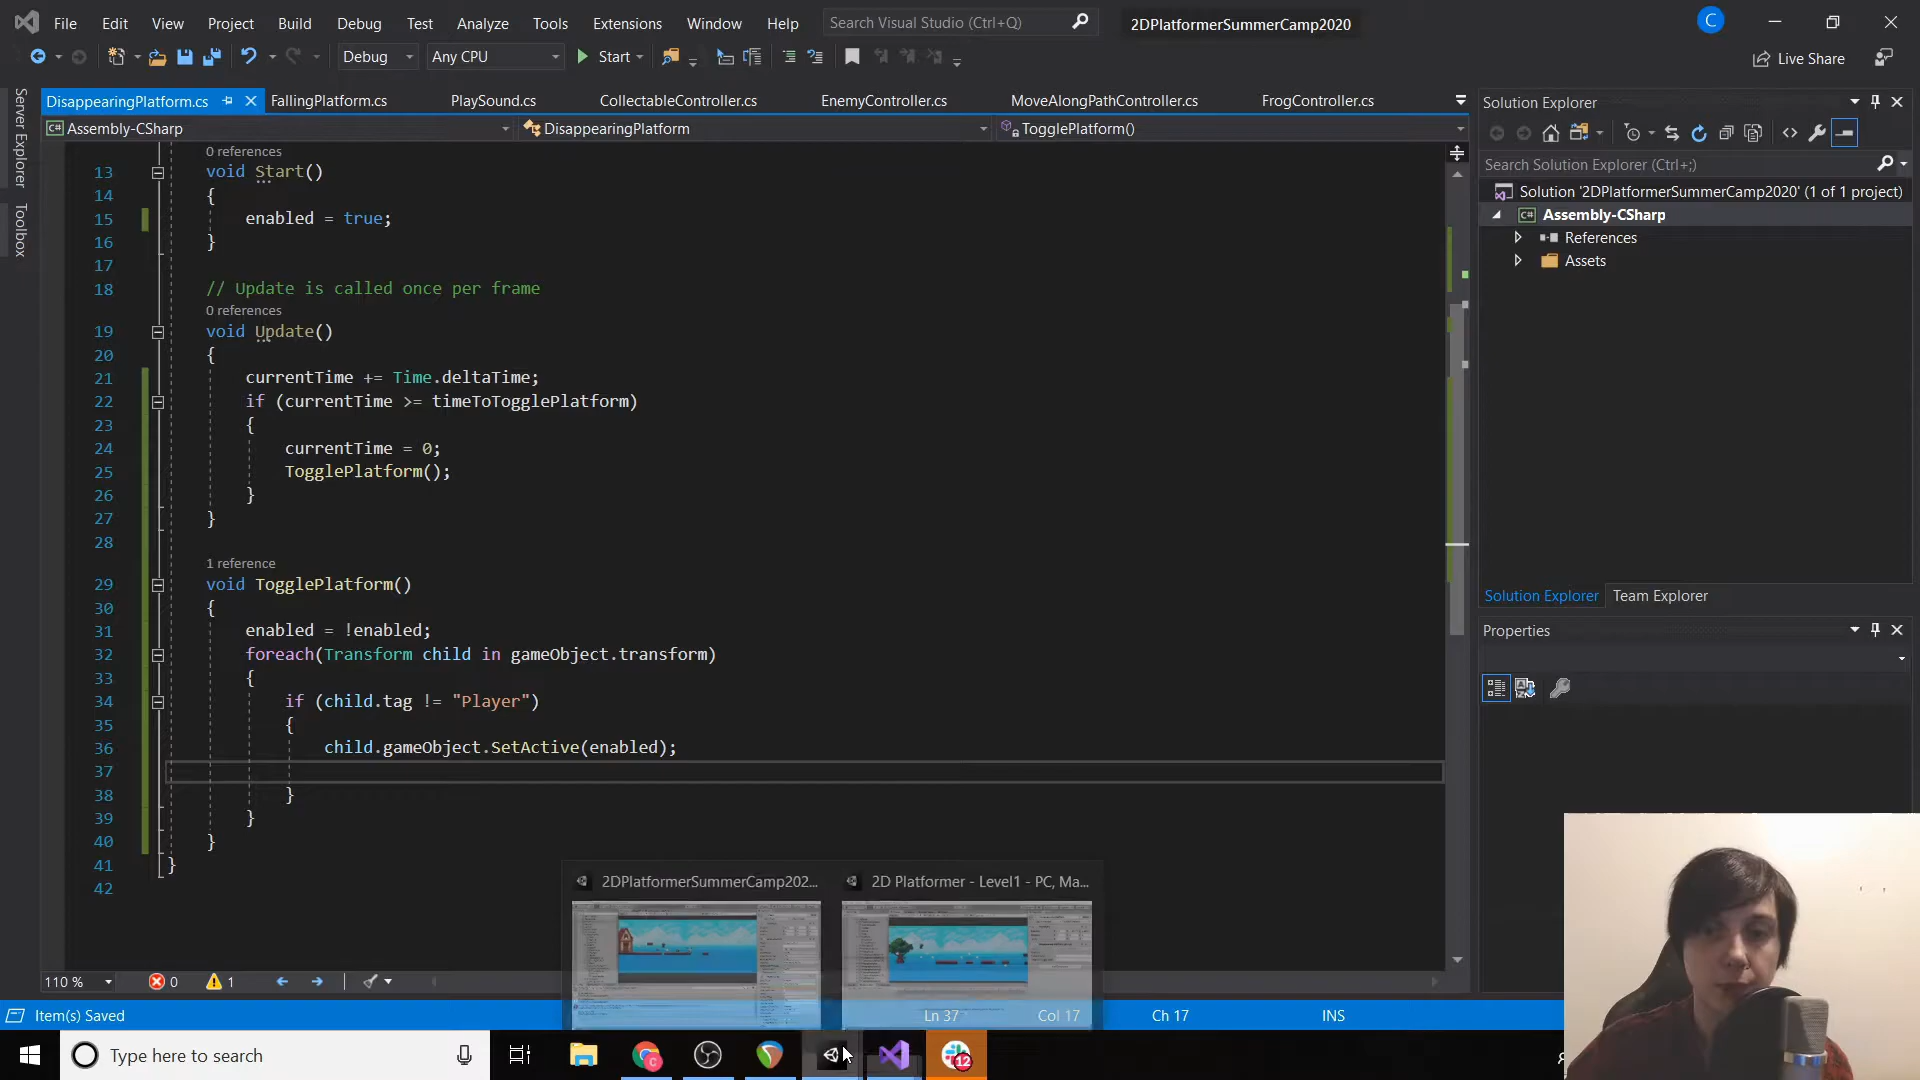 File Edit View Project Build Debug Test Analyze Tools Extensions Window Help Search Visual Studio (Ctrl+Q) 2DPlatformerSummerCamp2020 C
Debug Any CPU Start Live Share
Server Explorer
Toolbox
DisappearingPlatform.cs FallingPlatform.cs PlaySound.cs CollectableController.cs EnemyController.cs MoveAlongPathController.cs FrogController.cs
Assembly-CSharp DisappearingPlatform TogglePlatform()
0 references
13 void Start()
14 {
15 enabled = true;
16 }
17
18 // Update is called once per frame
0 references
19 void Update()
20 {
21 currentTime += Time.deltaTime;
22 if (currentTime >= timeToTogglePlatform)
23 {
24 currentTime = 0;
25 TogglePlatform();
26 }
27 }
28
1 reference
29 void TogglePlatform()
30 {
31 enabled = !enabled;
32 foreach(Transform child in gameObject.transform)
33 {
34 if (child.tag != "Player")
35 {
36 child.gameObject.SetActive(enabled);
37
38 }
39 }
40 }
41 }
42
110 % 0 1
Solution Explorer
Search Solution Explorer (Ctrl+;)
Solution '2DPlatformerSummerCamp2020' (1 of 1 project)
Assembly-CSharp
References
Assets
Solution Explorer Team Explorer
Properties
2DPlatformerSummerCamp202... 2D Platformer - Level1 - PC, Ma...
Item(s) Saved Ln 37 Col 17 Ch 17 INS
Type here to search 12